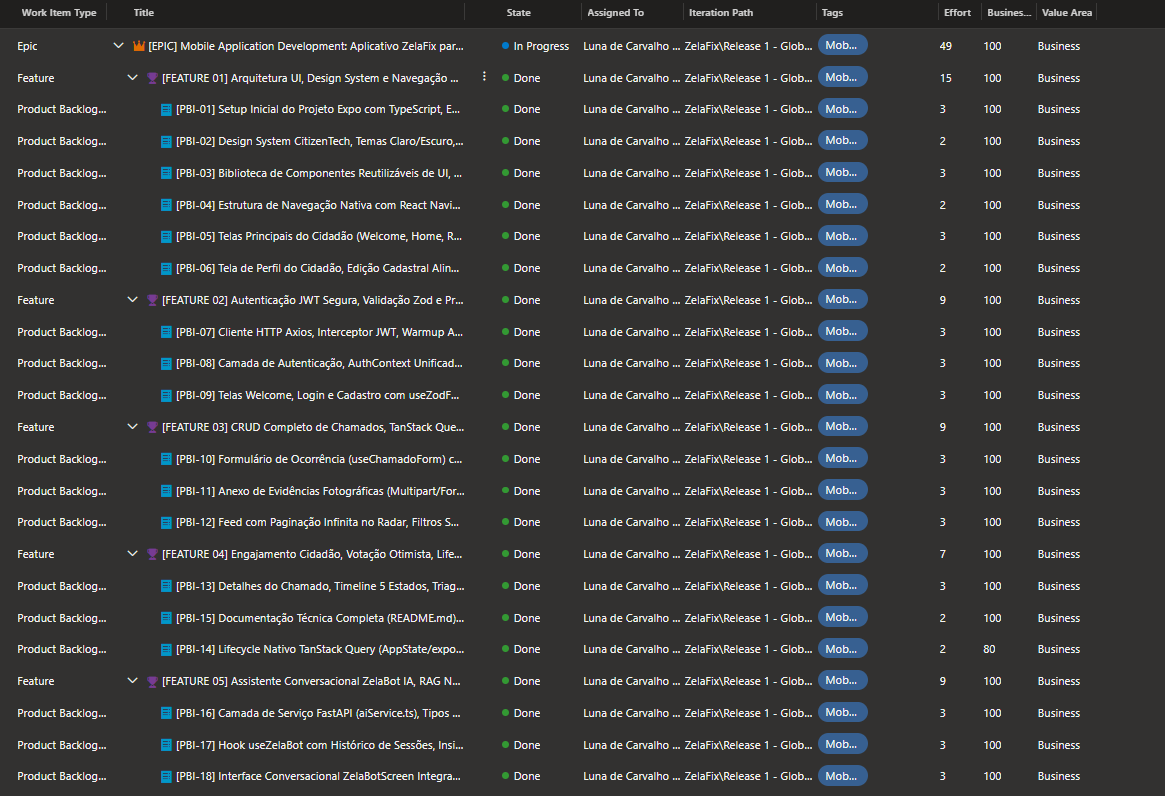 Work Item Type Title State Assigned To Iteration Path Tags Effort Busines... Value Area
Epic [EPIC] Mobile Application Development: Aplicativo ZelaFix par... In Progress Luna de Carvalho ... ZelaFix\Release 1 - Glob... Mob... 49 100 Business
Feature [FEATURE 01] Arquitetura UI, Design System e Navegação ... Done Luna de Carvalho ... ZelaFix\Release 1 - Glob... Mob... 15 100 Business
Product Backlog... [PBI-01] Setup Inicial do Projeto Expo com TypeScript, E... Done Luna de Carvalho ... ZelaFix\Release 1 - Glob... Mob... 3 100 Business
Product Backlog... [PBI-02] Design System CitizenTech, Temas Claro/Escuro,... Done Luna de Carvalho ... ZelaFix\Release 1 - Glob... Mob... 2 100 Business
Product Backlog... [PBI-03] Biblioteca de Componentes Reutilizáveis de UI, ... Done Luna de Carvalho ... ZelaFix\Release 1 - Glob... Mob... 3 100 Business
Product Backlog... [PBI-04] Estrutura de Navegação Nativa com React Navi... Done Luna de Carvalho ... ZelaFix\Release 1 - Glob... Mob... 2 100 Business
Product Backlog... [PBI-05] Telas Principais do Cidadão (Welcome, Home, R... Done Luna de Carvalho ... ZelaFix\Release 1 - Glob... Mob... 3 100 Business
Product Backlog... [PBI-06] Tela de Perfil do Cidadão, Edição Cadastral Alin... Done Luna de Carvalho ... ZelaFix\Release 1 - Glob... Mob... 2 100 Business
Feature [FEATURE 02] Autenticação JWT Segura, Validação Zod e Pr... Done Luna de Carvalho ... ZelaFix\Release 1 - Glob... Mob... 9 100 Business
Product Backlog... [PBI-07] Cliente HTTP Axios, Interceptor JWT, Warmup A... Done Luna de Carvalho ... ZelaFix\Release 1 - Glob... Mob... 3 100 Business
Product Backlog... [PBI-08] Camada de Autenticação, AuthContext Unificad... Done Luna de Carvalho ... ZelaFix\Release 1 - Glob... Mob... 3 100 Business
Product Backlog... [PBI-09] Telas Welcome, Login e Cadastro com useZodF... Done Luna de Carvalho ... ZelaFix\Release 1 - Glob... Mob... 3 100 Business
Feature [FEATURE 03] CRUD Completo de Chamados, TanStack Que... Done Luna de Carvalho ... ZelaFix\Release 1 - Glob... Mob... 9 100 Business
Product Backlog... [PBI-10] Formulário de Ocorrência (useChamadoForm) c... Done Luna de Carvalho ... ZelaFix\Release 1 - Glob... Mob... 3 100 Business
Product Backlog... [PBI-11] Anexo de Evidências Fotográficas (Multipart/For... Done Luna de Carvalho ... ZelaFix\Release 1 - Glob... Mob... 3 100 Business
Product Backlog... [PBI-12] Feed com Paginação Infinita no Radar, Filtros S... Done Luna de Carvalho ... ZelaFix\Release 1 - Glob... Mob... 3 100 Business
Feature [FEATURE 04] Engajamento Cidadão, Votação Otimista, Life... Done Luna de Carvalho ... ZelaFix\Release 1 - Glob... Mob... 7 100 Business
Product Backlog... [PBI-13] Detalhes do Chamado, Timeline 5 Estados, Triag... Done Luna de Carvalho ... ZelaFix\Release 1 - Glob... Mob... 3 100 Business
Product Backlog... [PBI-15] Documentação Técnica Completa (README.md)... Done Luna de Carvalho ... ZelaFix\Release 1 - Glob... Mob... 2 100 Business
Product Backlog... [PBI-14] Lifecycle Nativo TanStack Query (AppState/expo... Done Luna de Carvalho ... ZelaFix\Release 1 - Glob... Mob... 2 80 Business
Feature [FEATURE 05] Assistente Conversacional ZelaBot IA, RAG N... Done Luna de Carvalho ... ZelaFix\Release 1 - Glob... Mob... 9 100 Business
Product Backlog... [PBI-16] Camada de Serviço FastAPI (aiService.ts), Tipos ... Done Luna de Carvalho ... ZelaFix\Release 1 - Glob... Mob... 3 100 Business
Product Backlog... [PBI-17] Hook useZelaBot com Histórico de Sessões, Insi... Done Luna de Carvalho ... ZelaFix\Release 1 - Glob... Mob... 3 100 Business
Product Backlog... [PBI-18] Interface Conversacional ZelaBotScreen Integra... Done Luna de Carvalho ... ZelaFix\Release 1 - Glob... Mob... 3 100 Business